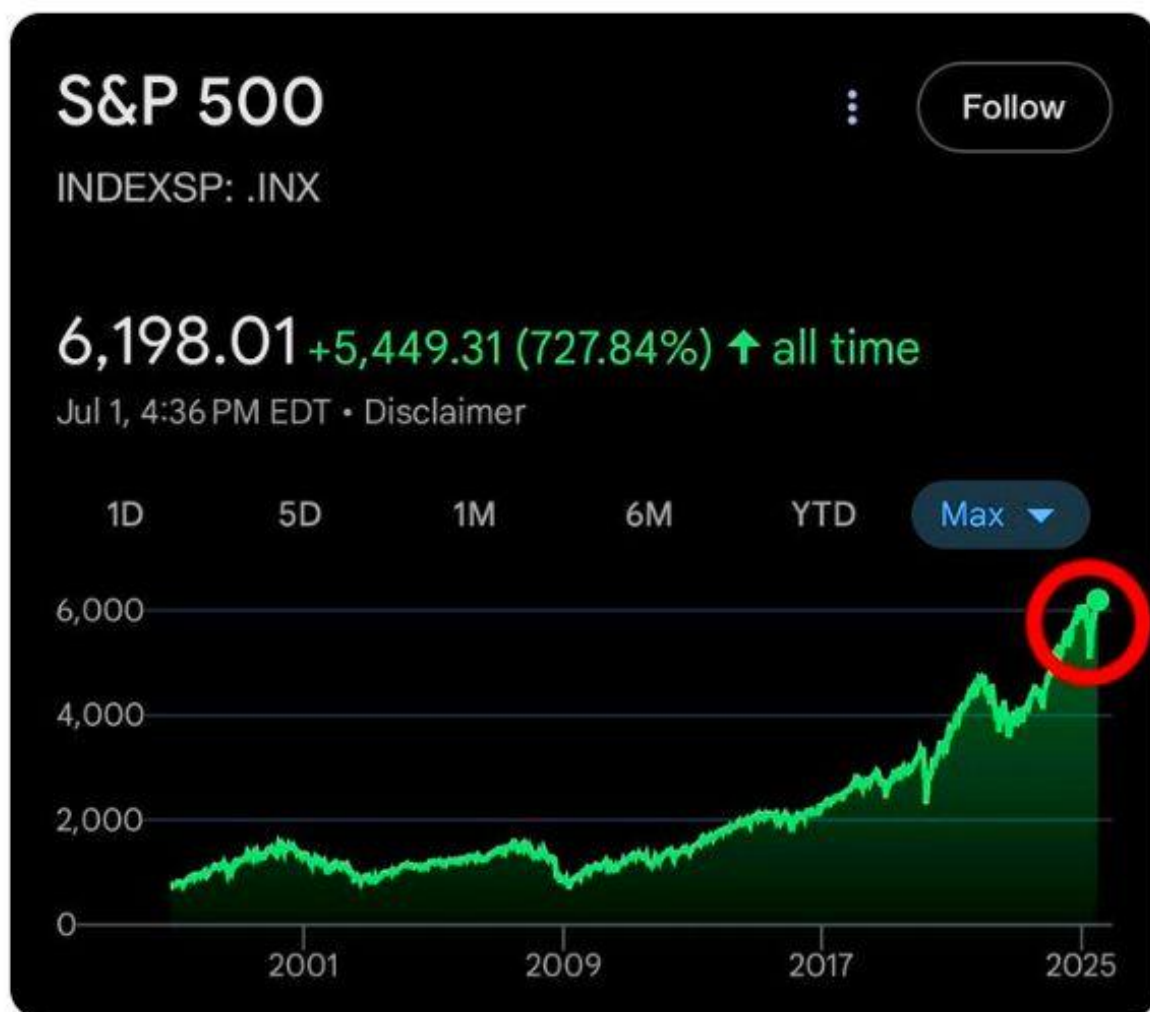 S&P 500
Follow
INDEXSP: .INX
6,198.01 +5,449.31 (727.84%) ↑ all time
Jul 1, 4:36 PM EDT • Disclaimer
1D 5D 1M 6M YTD Max
6,000
4,000
2,000
0
2001 2009 2017 2025